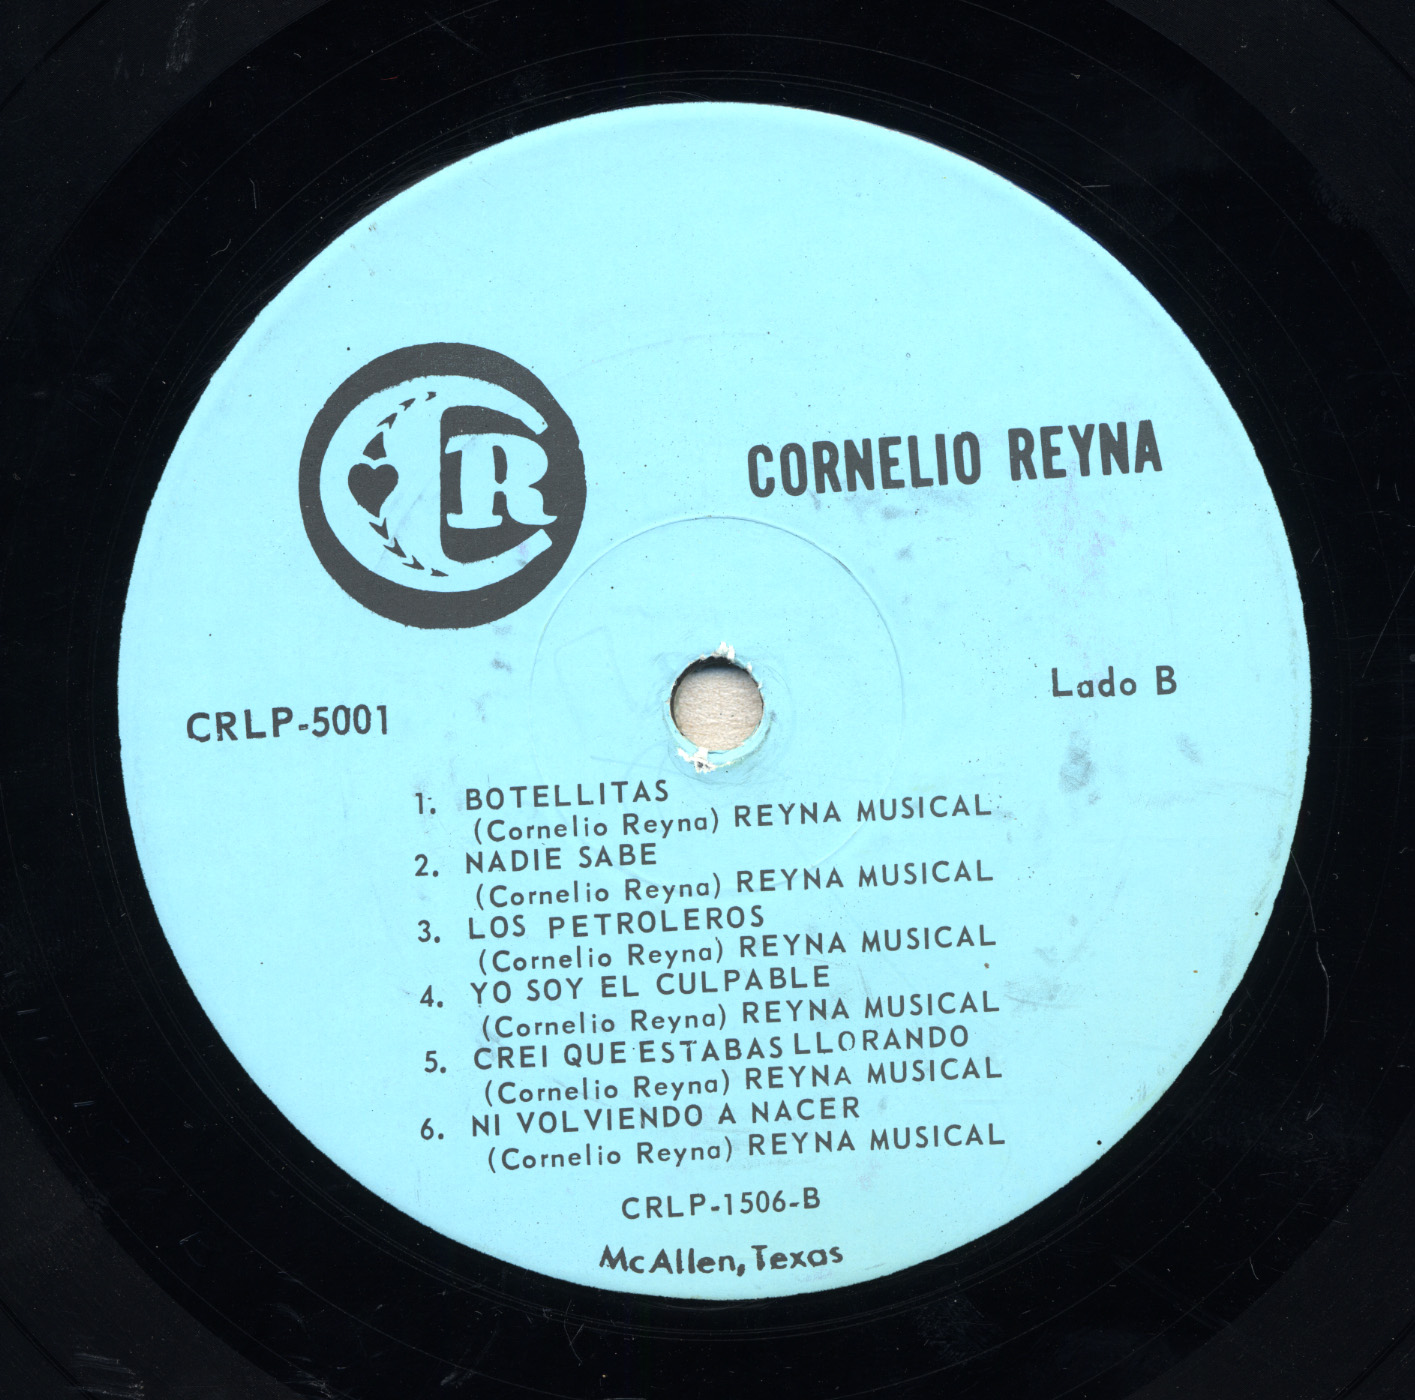 CR
CORNELIO REYNA
Lado B
CRLP-5001
1. BOTELLITAS
(Cornelio Reyna) REYNA MUSICAL
2. NADIE SABE
(Cornelio Reyna) REYNA MUSICAL
3. LOS PETROLEROS
(Cornelio Reyna) REYNA MUSICAL
4. YO SOY EL CULPABLE
(Cornelio Reyna) REYNA MUSICAL
5. CREI QUE ESTABAS LLORANDO
(Cornelio Reyna) REYNA MUSICAL
6. NI VOLVIENDO A NACER
(Cornelio Reyna) REYNA MUSICAL
CRLP-1506-B
McAllen, Texas